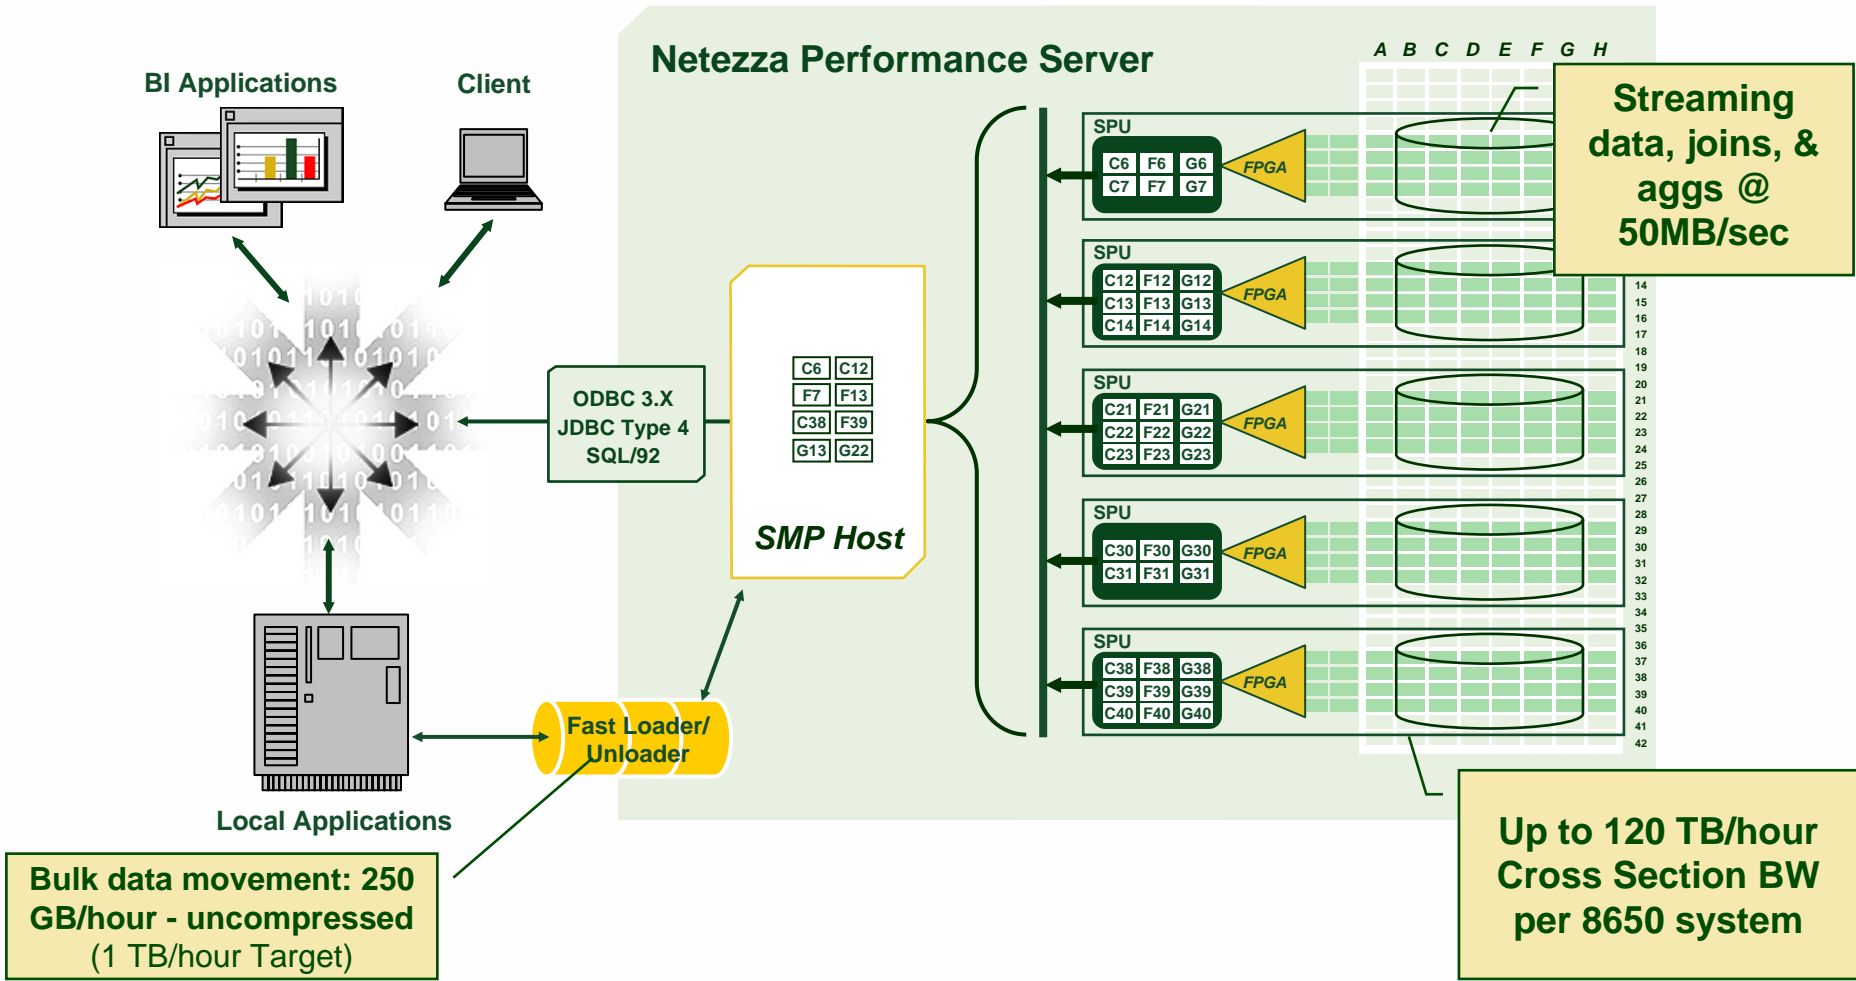 Netezza Performance Server
A B C D E F G H
BI Applications
Client
Streaming
data, joins, &
aggs @
50MB/sec
SPU
C6 F6 G6
C7 F7 G7
FPGA
SPU
C12 F12 G12
C13 F13 G13
C14 F14 G14
FPGA
SPU
C21 F21 G21
C22 F22 G22
C23 F23 G23
FPGA
SPU
C30 F30 G30
C31 F31 G31
FPGA
SPU
C38 F38 G38
C39 F39 G39
C40 F40 G40
FPGA
14
15
16
17
18
19
20
21
22
23
24
25
26
27
28
29
30
31
32
33
34
35
36
37
38
39
40
41
42
C6 C12
F7 F13
C38 F39
G13 G22
SMP Host
ODBC 3.X
JDBC Type 4
SQL/92
Fast Loader/
Unloader
Local Applications
Bulk data movement: 250
GB/hour - uncompressed
(1 TB/hour Target)
Up to 120 TB/hour
Cross Section BW
per 8650 system